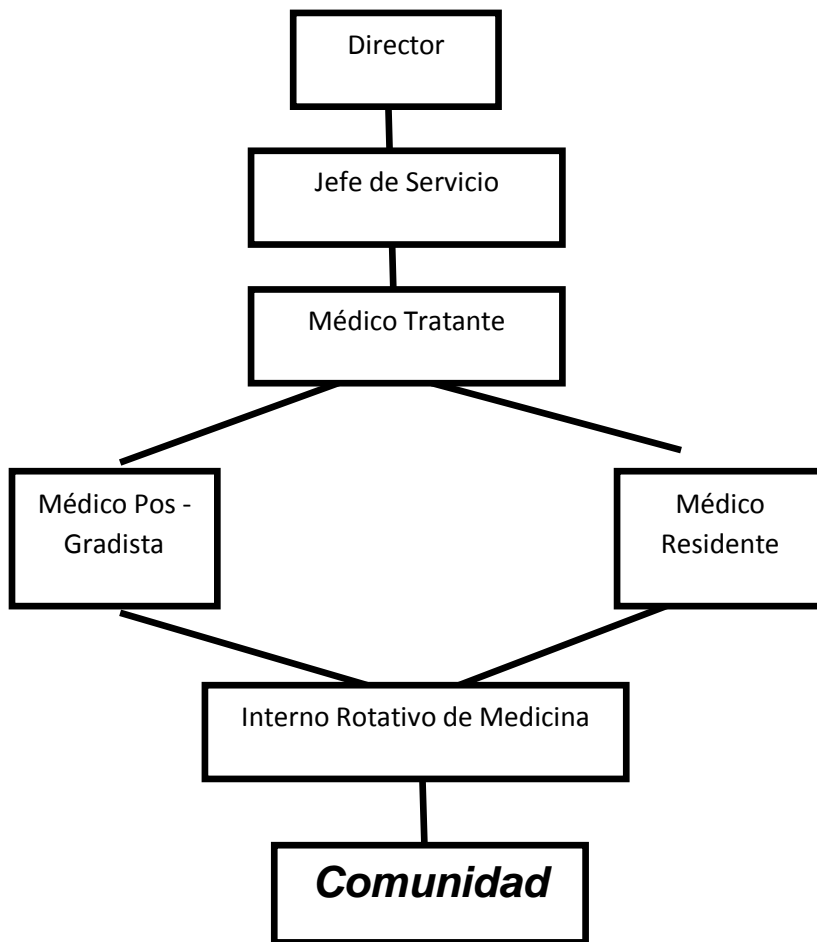 Director
Jefe de Servicio
Médico Tratante
Médico Pos -
Gradista
Médico
Residente
Interno Rotativo de Medicina
Comunidad